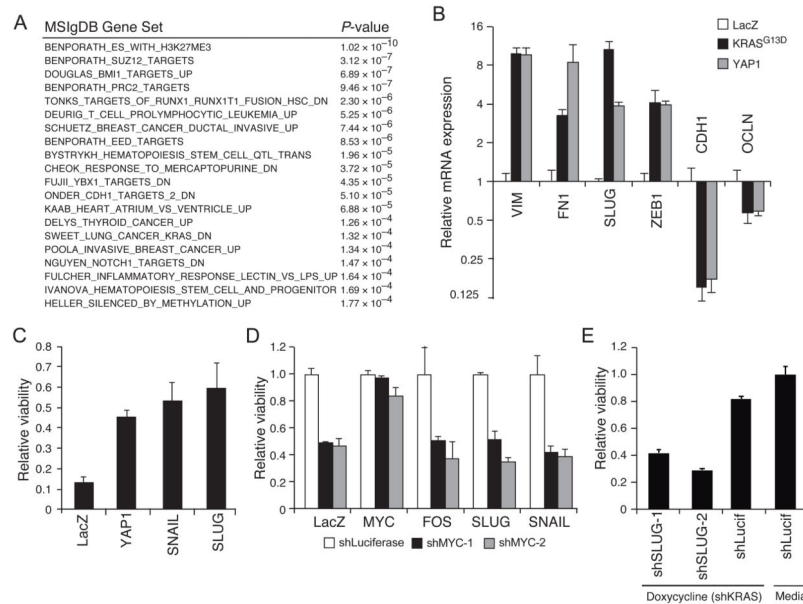 A
MSIgDB Gene Set P-value
BENPORATH_ES_WITH_H3K27ME3 1.02 × 10⁻¹⁰
BENPORATH_SUZ12_TARGETS 3.12 × 10⁻⁷
DOUGLAS_BMI1_TARGETS_UP 6.89 × 10⁻⁷
BENPORATH_PRC2_TARGETS 9.46 × 10⁻⁷
TONKS_TARGETS_OF_RUNX1_RUNX1T1_FUSION_HSC_DN 2.30 × 10⁻⁶
DEURIG_T_CELL_PROLYMPHOCYTIC_LEUKEMIA_UP 5.25 × 10⁻⁶
SCHUETZ_BREAST_CANCER_DUCTAL_INVASIVE_UP 7.44 × 10⁻⁶
BENPORATH_EED_TARGETS 8.53 × 10⁻⁶
BYSTRYKH_HEMATOPOIESIS_STEM_CELL_QTL_TRANS 1.96 × 10⁻⁵
CHEOK_RESPONSE_TO_MERCAPTOPURINE_DN 3.72 × 10⁻⁵
FUJII_YBX1_TARGETS_DN 4.35 × 10⁻⁵
ONDER_CDH1_TARGETS_2_DN 5.10 × 10⁻⁵
KAAB_HEART_ATRIUM_VS_VENTRICLE_UP 6.88 × 10⁻⁵
DELYS_THYROID_CANCER_UP 1.26 × 10⁻⁴
SWEET_LUNG_CANCER_KRAS_DN 1.32 × 10⁻⁴
POOLA_INVASIVE_BREAST_CANCER_UP 1.34 × 10⁻⁴
NGUYEN_NOTCH1_TARGETS_DN 1.47 × 10⁻⁴
FULCHER_INFLAMMATORY_RESPONSE_LECTIN_VS_LPS_UP 1.64 × 10⁻⁴
IVANOVA_HEMATOPOIESIS_STEM_CELL_AND_PROGENITOR 1.69 × 10⁻⁴
HELLER_SILENCED_BY_METHYLATION_UP 1.77 × 10⁻⁴
B
Relative mRNA expression
16
8
4
2
1
0.5
0.25
0.125
LacZ
KRASᴳ¹³ᴰ
YAP1
VIM
FN1
SLUG
ZEB1
CDH1
OCLN
C
Relative viability
0.8
0.7
0.6
0.5
0.4
0.3
0.2
0.1
0
LacZ
YAP1
SNAIL
SLUG
D
Relative viability
1.2
1.0
0.8
0.6
0.4
0.2
0.0
LacZ MYC FOS SLUG SNAIL
shLuciferase shMYC-1 shMYC-2
E
Relative viability
1.2
1.0
0.8
0.6
0.4
0.2
0.0
shSLUG-1
shSLUG-2
shLucif
shLucif
Doxycycline (shKRAS) Media